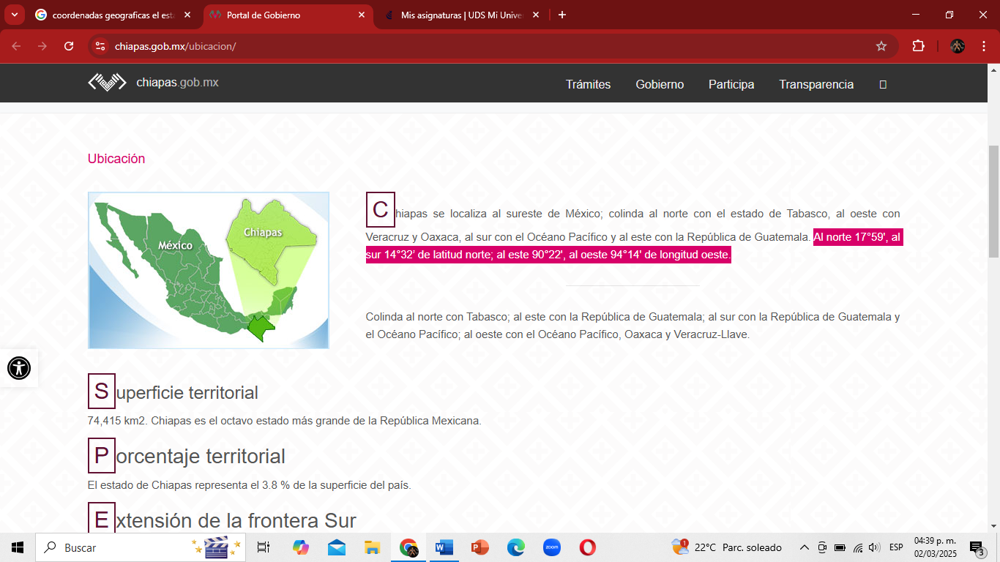 coordenadas geograficas el esta
Portal de Gobierno
Mis asignaturas | UDS Mi Univer
chiapas.gob.mx/ubicacion/
chiapas.gob.mx
Trámites
Gobierno
Participa
Transparencia
Ubicación
México
Chiapas
Chiapas se localiza al sureste de México; colinda al norte con el estado de Tabasco, al oeste con
Veracruz y Oaxaca, al sur con el Océano Pacífico y al este con la República de Guatemala. Al norte 17°59', al
sur 14°32' de latitud norte; al este 90°22', al oeste 94°14' de longitud oeste.
Colinda al norte con Tabasco; al este con la República de Guatemala; al sur con la República de Guatemala y
el Océano Pacífico; al oeste con el Océano Pacífico, Oaxaca y Veracruz-Llave.
Superficie territorial
74,415 km2. Chiapas es el octavo estado más grande de la República Mexicana.
Porcentaje territorial
El estado de Chiapas representa el 3.8 % de la superficie del país.
Extensión de la frontera Sur
Buscar
zoom
1
22°C Parc. soleado
ESP
04:39 p. m.
02/03/2025
3